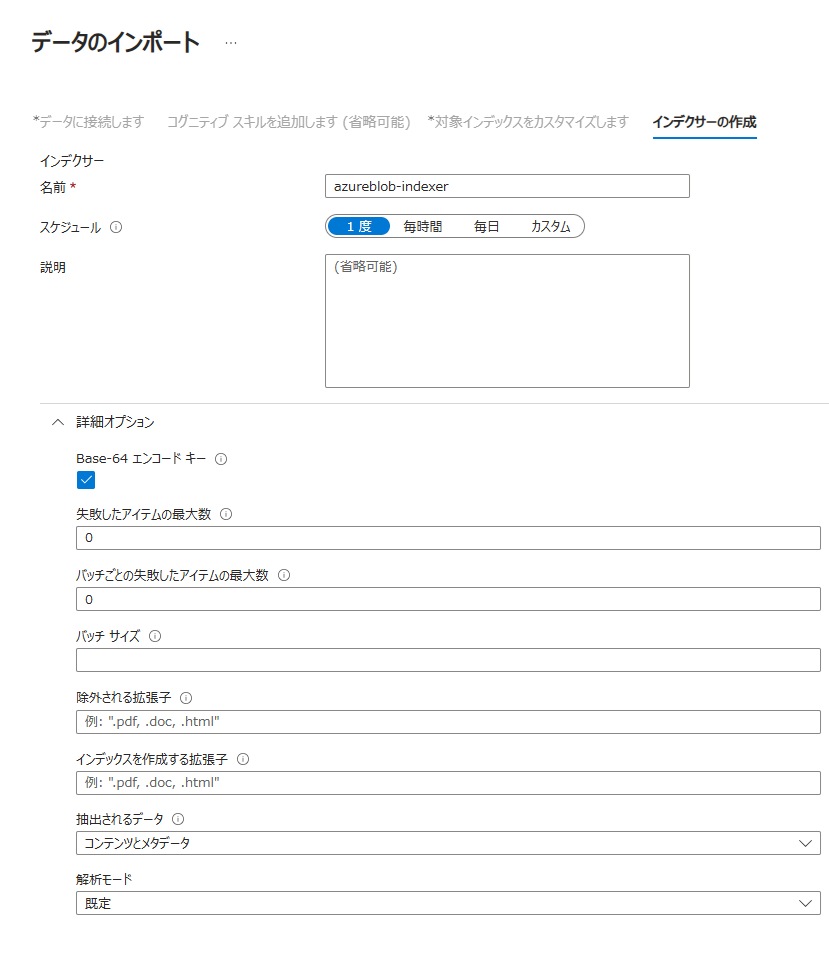 データのインポート ...
*データに接続します コグニティブ スキルを追加します (省略可能) *対象インデックスをカスタマイズします インデクサーの作成
インデクサー
名前 * azureblob-indexer
スケジュール 1 度 毎時間 毎日 カスタム
説明 (省略可能)
詳細オプション
Base-64 エンコード キー
失敗したアイテムの最大数
0
バッチごとの失敗したアイテムの最大数
0
バッチ サイズ
除外される拡張子
例: ".pdf, .doc, .html"
インデックスを作成する拡張子
例: ".pdf, .doc, .html"
抽出されるデータ
コンテンツとメタデータ
解析モード
既定